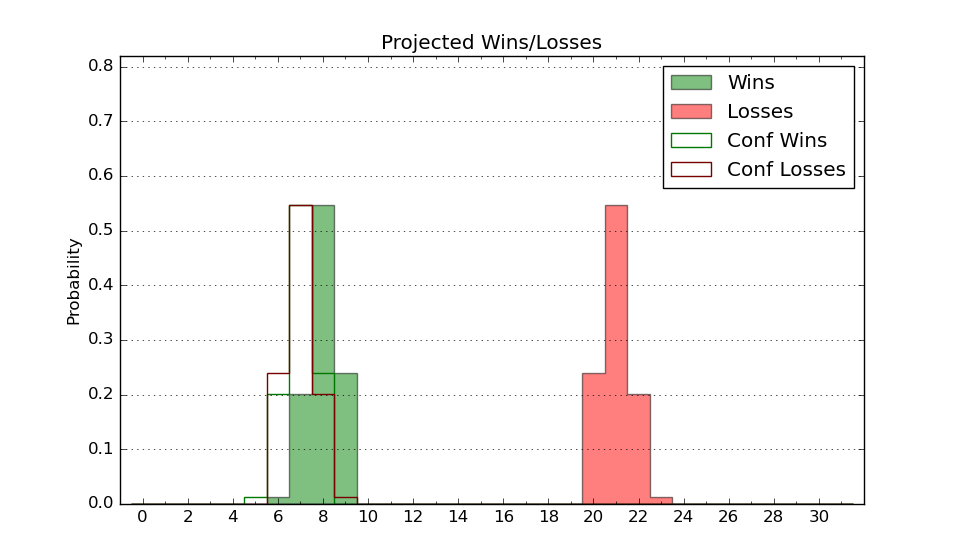 Projected Wins/Losses
Wins
Losses
Conf Wins
Conf Losses
Probability
0.8
0.7
0.6
0.5
0.4
0.3
0.2
0.1
0.0
0 2 4 6 8 10 12 14 16 18 20 22 24 26 28 30